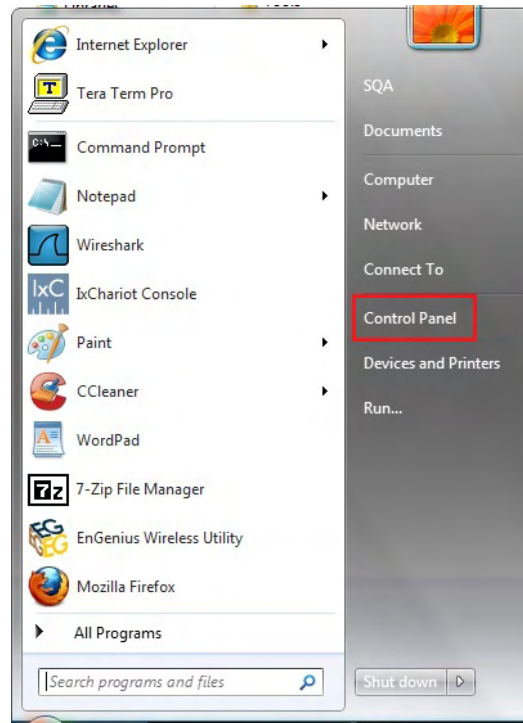 Internet Explorer
Tera Term Pro
Command Prompt
Notepad
Wireshark
IxChariot Console
Paint
CCleaner
WordPad
7-Zip File Manager
EnGenius Wireless Utility
Mozilla Firefox
All Programs
Search programs and files
SQA
Documents
Computer
Network
Connect To
Control Panel
Devices and Printers
Run...
Shut down